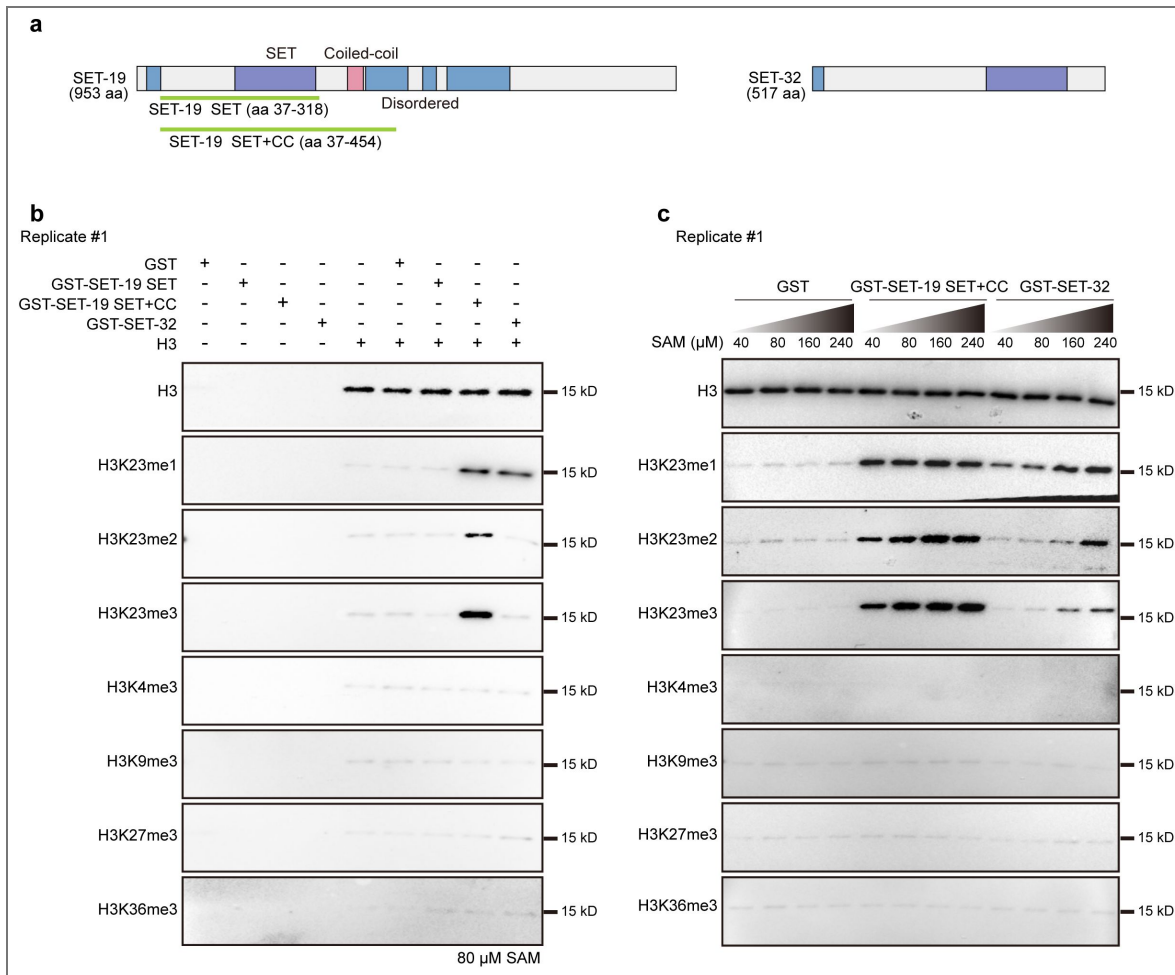 a
SET Coiled-coil
SET-19
(953 aa)
Disordered
SET-19 SET (aa 37-318)
SET-19 SET+CC (aa 37-454)
SET-32
(517 aa)
b
Replicate #1
GST + - - - - + - - -
GST-SET-19 SET - + - - - - + - -
GST-SET-19 SET+CC - - + - - - - + -
GST-SET-32 - - - + - - - - +
H3 - - - - + + + + +
H3 15 kD
H3K23me1 15 kD
H3K23me2 15 kD
H3K23me3 15 kD
H3K4me3 15 kD
H3K9me3 15 kD
H3K27me3 15 kD
H3K36me3 15 kD
80 µM SAM
c
Replicate #1
GST GST-SET-19 SET+CC GST-SET-32
SAM (µM) 40 80 160 240 40 80 160 240 40 80 160 240
H3 15 kD
H3K23me1 15 kD
H3K23me2 15 kD
H3K23me3 15 kD
H3K4me3 15 kD
H3K9me3 15 kD
H3K27me3 15 kD
H3K36me3 15 kD